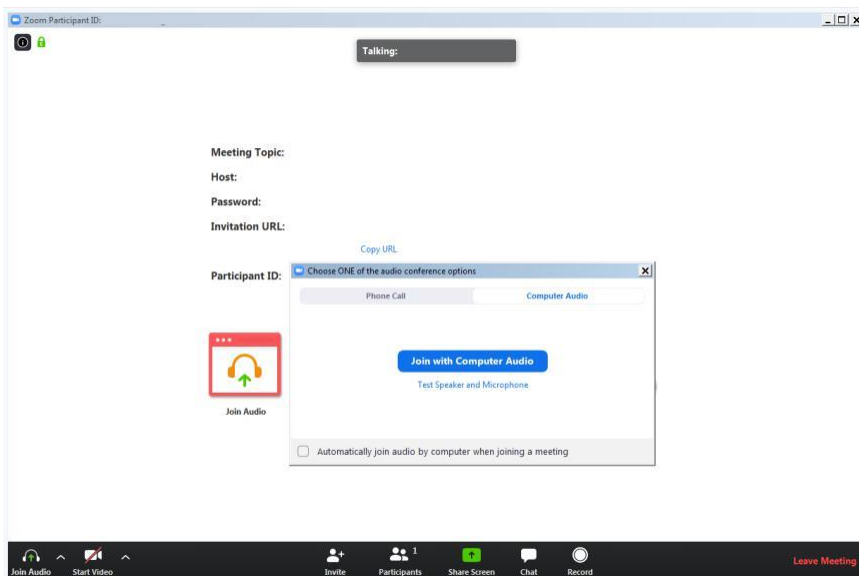 Zoom Participant ID:
Talking:
Meeting Topic:
Host:
Password:
Invitation URL:
Copy URL
Participant ID:
Choose ONE of the audio conference options
Phone Call
Computer Audio
Join with Computer Audio
Test Speaker and Microphone
Automatically join audio by computer when joining a meeting
Join Audio
Join Audio
Start Video
Invite
1
Participants
Share Screen
Chat
Record
Leave Meeting